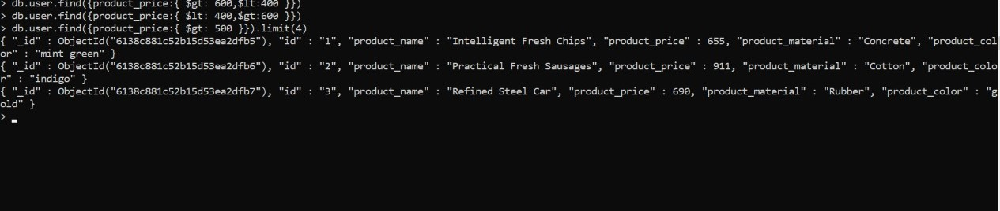 > db.user.find({product_price:{ $gt: 600,$lt:400 }})
> db.user.find({product_price:{ $lt: 400,$gt:600 }})
> db.user.find({product_price:{ $gt: 500 }}).limit(4)
{ "_id" : ObjectId("6138c881c52b15d53ea2dfb5"), "id" : "1", "product_name" : "Intelligent Fresh Chips", "product_price" : 655, "product_material" : "Concrete", "product_col
or" : "mint green" }
{ "_id" : ObjectId("6138c881c52b15d53ea2dfb6"), "id" : "2", "product_name" : "Practical Fresh Sausages", "product_price" : 911, "product_material" : "Cotton", "product_colo
r" : "indigo" }
{ "_id" : ObjectId("6138c881c52b15d53ea2dfb7"), "id" : "3", "product_name" : "Refined Steel Car", "product_price" : 690, "product_material" : "Rubber", "product_color" : "g
old" }
>